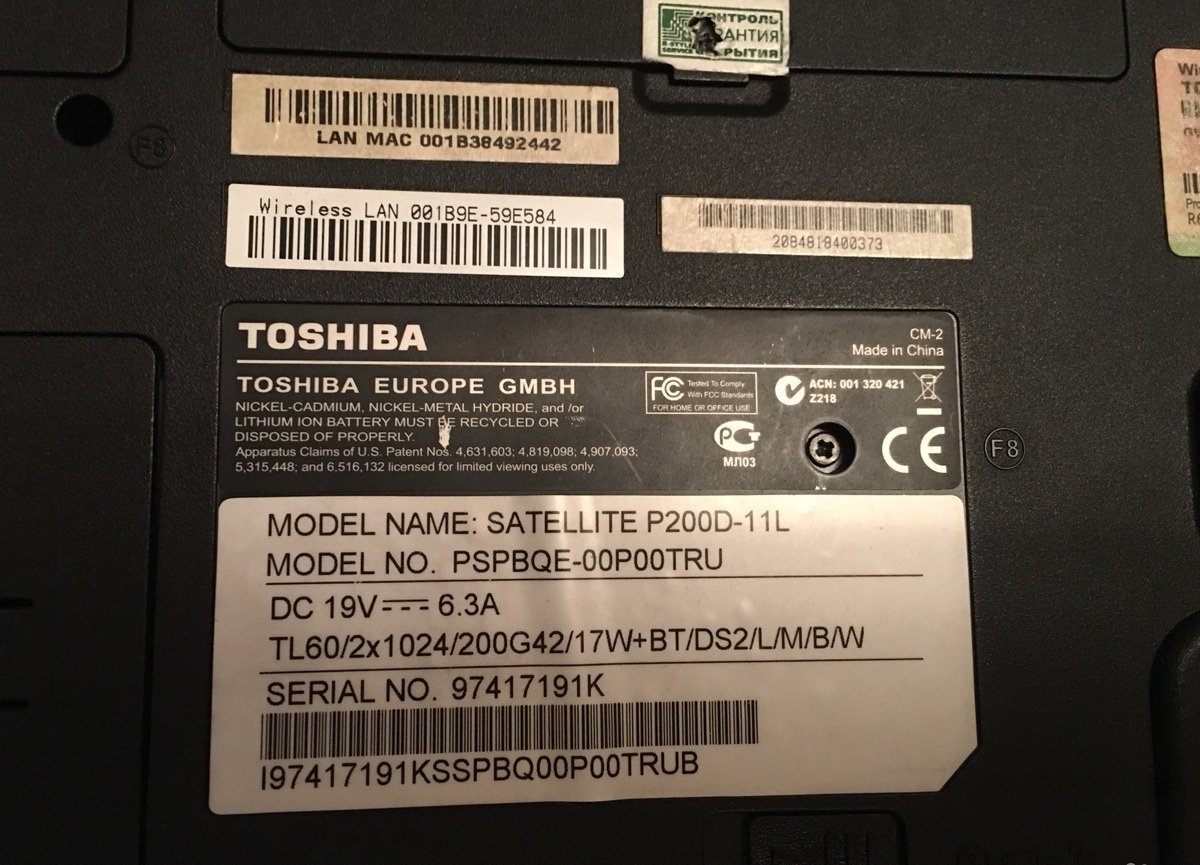 КОНТРОЛЬ
ГАРАНТИЯ
R-STYLE
SERVICE
LAN MAC 001B38492442
F8
Wireless LAN 001B9E-59E584
2084818400373
TOSHIBA
CM-2
Made in China
TOSHIBA EUROPE GMBH
NICKEL-CADMIUM, NICKEL-METAL HYDRIDE, and /or
LITHIUM ION BATTERY MUST BE RECYCLED OR
DISPOSED OF PROPERLY.
Apparatus Claims of U.S. Patent Nos. 4,631,603; 4,819,098; 4,907,093;
5,315,448; and 6,516,132 licensed for limited viewing uses only.
FC Tested To Comply
With FCC Standards
FOR HOME OR OFFICE USE
ACN: 001 320 421
Z218
МЛ03
CE
F8
MODEL NAME: SATELLITE P200D-11L
MODEL NO. PSPBQE-00P00TRU
DC 19V 6.3A
TL60/2x1024/200G42/17W+BT/DS2/L/M/B/W
SERIAL NO. 97417191K
I97417191KSSPBQ00P00TRUB